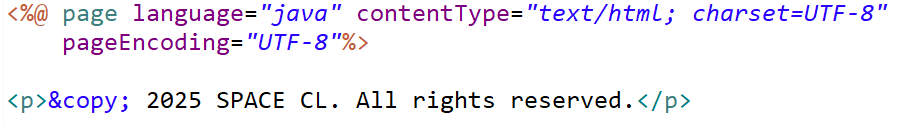 <%@ page language="java" contentType="text/html; charset=UTF-8"
    pageEncoding="UTF-8"%>
<p>&copy; 2025 SPACE CL. All rights reserved.</p>